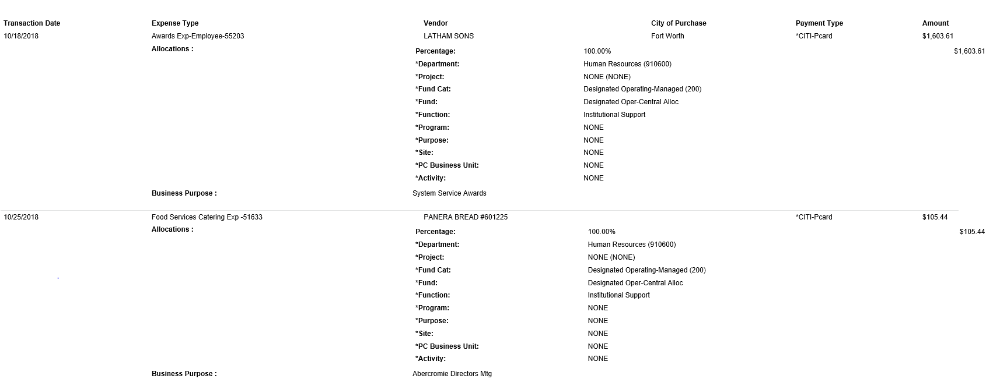 Transaction Date Expense Type Vendor City of Purchase Payment Type Amount
10/18/2018 Awards Exp-Employee-55203 LATHAM SONS Fort Worth *CITI-Pcard $1,603.61
Allocations : Percentage: 100.00% $1,603.61
*Department: Human Resources (910600)
*Project: NONE (NONE)
*Fund Cat: Designated Operating-Managed (200)
*Fund: Designated Oper-Central Alloc
*Function: Institutional Support
*Program: NONE
*Purpose: NONE
*Site: NONE
*PC Business Unit: NONE
*Activity: NONE
Business Purpose : System Service Awards
10/25/2018 Food Services Catering Exp -51633 PANERA BREAD #601225 *CITI-Pcard $105.44
Allocations : Percentage: 100.00% $105.44
*Department: Human Resources (910600)
*Project: NONE (NONE)
*Fund Cat: Designated Operating-Managed (200)
*Fund: Designated Oper-Central Alloc
*Function: Institutional Support
*Program: NONE
*Purpose: NONE
*Site: NONE
*PC Business Unit: NONE
*Activity: NONE
Business Purpose : Abercromie Directors Mtg